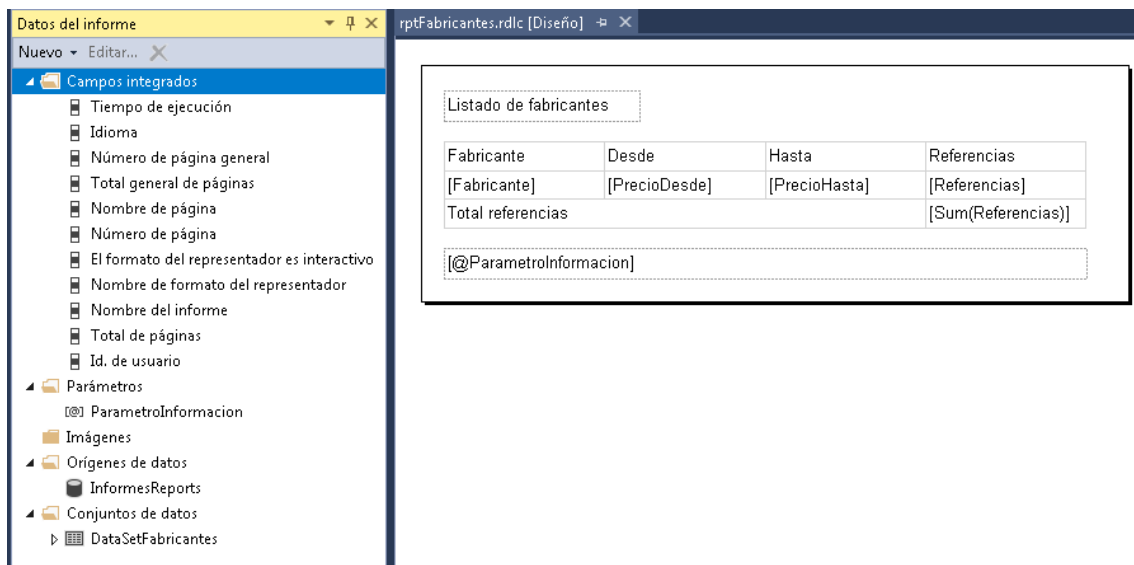 Datos del informe
Nuevo Editar...
Campos integrados
Tiempo de ejecución
Idioma
Número de página general
Total general de páginas
Nombre de página
Número de página
El formato del representador es interactivo
Nombre de formato del representador
Nombre del informe
Total de páginas
Id. de usuario
Parámetros
[@] ParametroInformacion
Imágenes
Orígenes de datos
InformesReports
Conjuntos de datos
DataSetFabricantes
rptFabricantes.rdlc [Diseño]
Listado de fabricantes
Fabricante Desde Hasta Referencias
[Fabricante] [PrecioDesde] [PrecioHasta] [Referencias]
Total referencias [Sum(Referencias)]
[@ParametroInformacion]